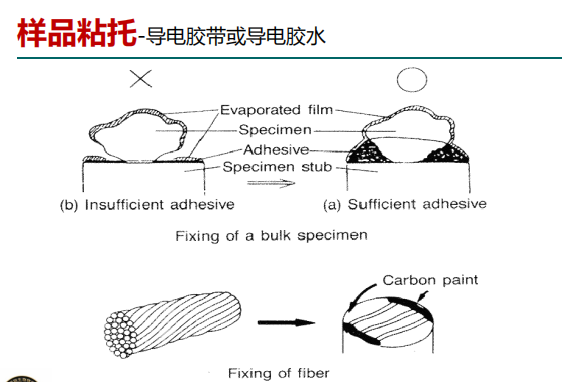 样品粘托-导电胶带或导电胶水
Evaporated film
Specimen
Adhesive
Specimen stub
(b) Insufficient adhesive
(a) Sufficient adhesive
Fixing of a bulk specimen
Carbon paint
Fixing of fiber